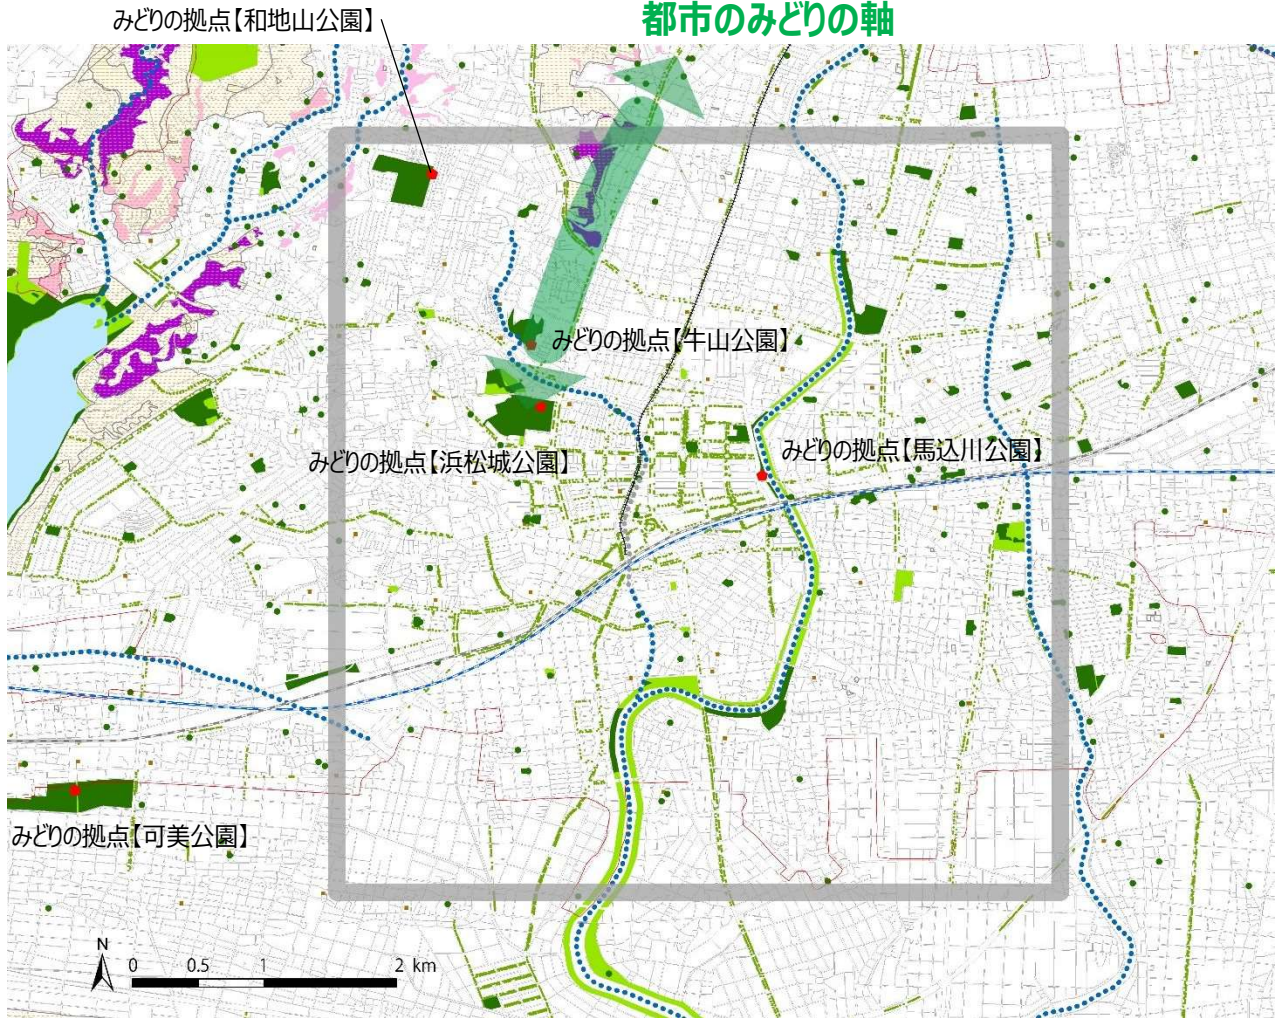 みどりの拠点【和地山公園】
都市のみどりの軸
みどりの拠点【牛山公園】
みどりの拠点【浜松城公園】
みどりの拠点【馬込川公園】
みどりの拠点【可美公園】
N
0 0.5 1 2 km